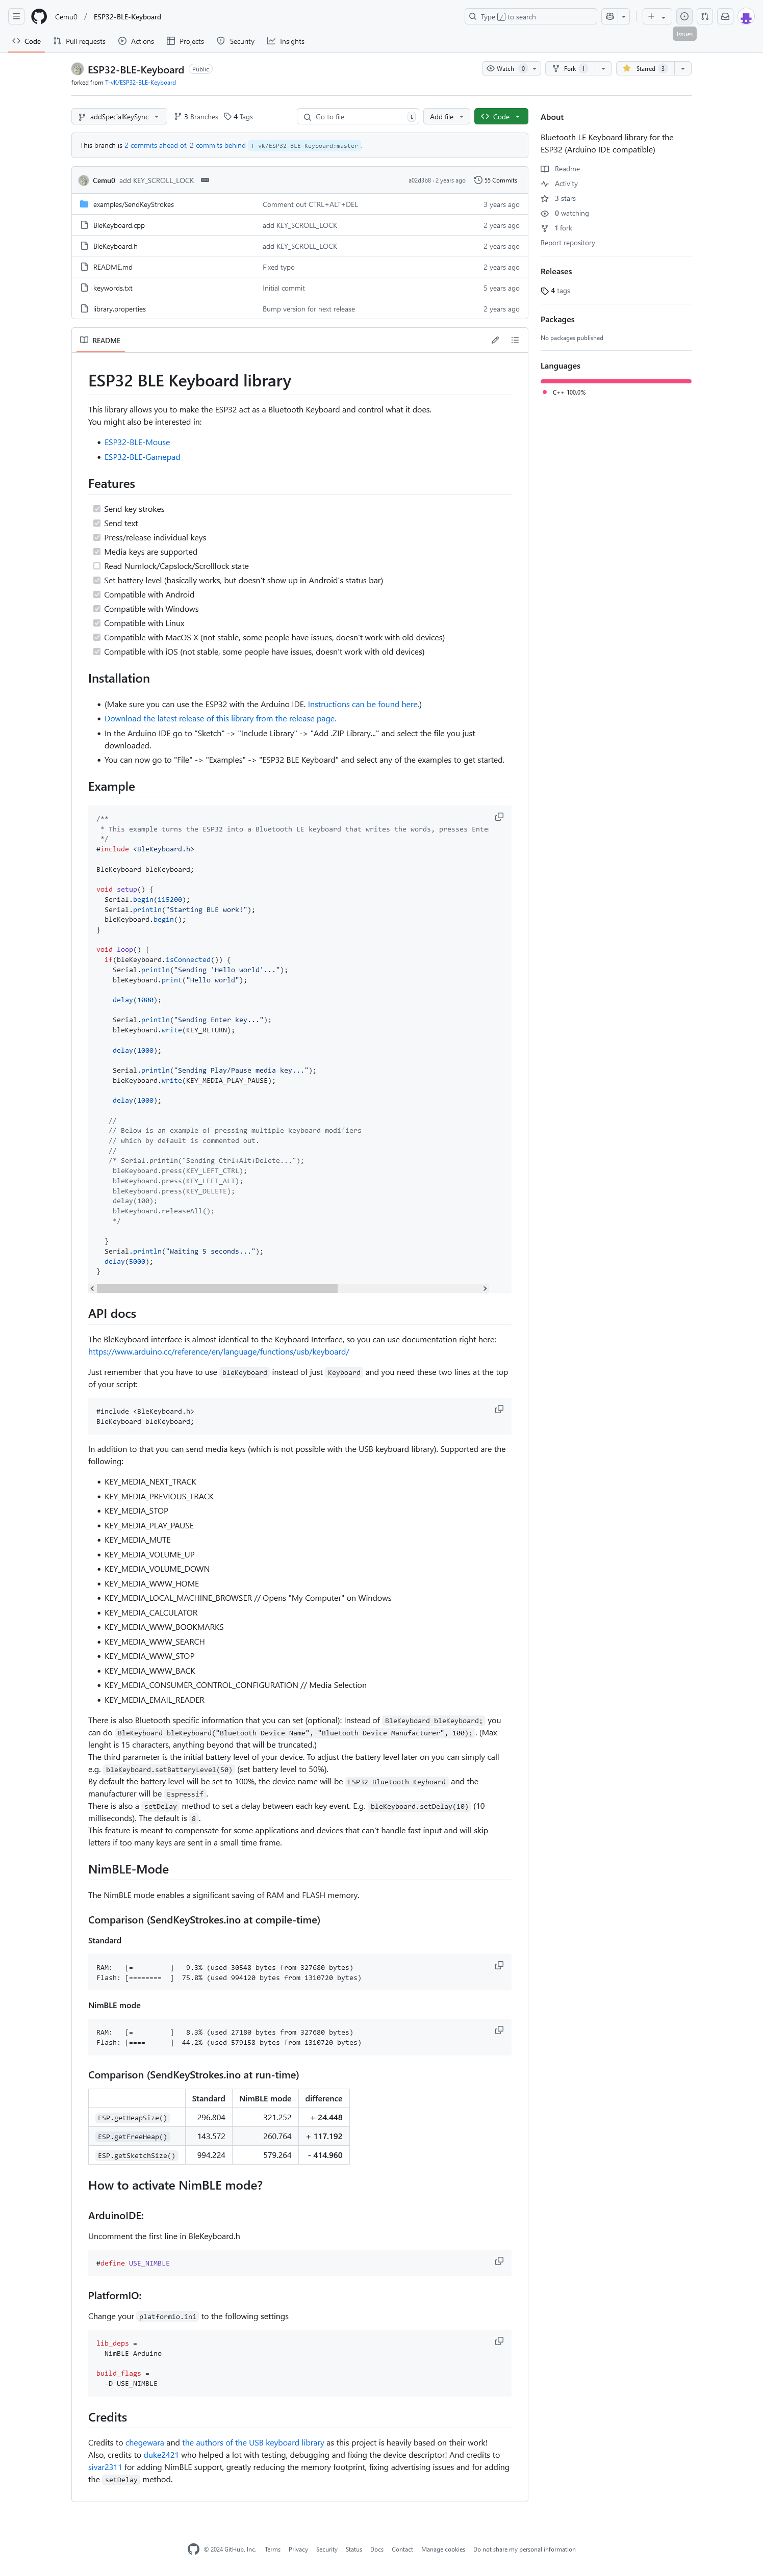 Cemu0 / ESP32-BLE-Keyboard
Type / to search
Issues
Code
Pull requests
Actions
Projects
Security
Insights
ESP32-BLE-Keyboard Public
forked from T-vK/ESP32-BLE-Keyboard
Watch 0
Fork 1
Starred 3
addSpecialKeySync
3 Branches
4 Tags
Go to file t
Add file
Code
This branch is 2 commits ahead of, 2 commits behind T-vK/ESP32-BLE-Keyboard:master .
Cemu0 add KEY_SCROLL_LOCK a02d3b8 · 2 years ago 55 Commits
examples/SendKeyStrokes Comment out CTRL+ALT+DEL 3 years ago
BleKeyboard.cpp add KEY_SCROLL_LOCK 2 years ago
BleKeyboard.h add KEY_SCROLL_LOCK 2 years ago
README.md Fixed typo 2 years ago
keywords.txt Initial commit 5 years ago
library.properties Bump version for next release 2 years ago
About
Bluetooth LE Keyboard library for the
ESP32 (Arduino IDE compatible)
Readme
Activity
3 stars
0 watching
1 fork
Report repository
Releases
4 tags
Packages
No packages published
Languages
C++ 100.0%
README
ESP32 BLE Keyboard library
This library allows you to make the ESP32 act as a Bluetooth Keyboard and control what it does.
You might also be interested in:
• ESP32-BLE-Mouse
• ESP32-BLE-Gamepad
Features
Send key strokes
Send text
Press/release individual keys
Media keys are supported
Read Numlock/Capslock/Scrolllock state
Set battery level (basically works, but doesn't show up in Android's status bar)
Compatible with Android
Compatible with Windows
Compatible with Linux
Compatible with MacOS X (not stable, some people have issues, doesn't work with old devices)
Compatible with iOS (not stable, some people have issues, doesn't work with old devices)
Installation
• (Make sure you can use the ESP32 with the Arduino IDE. Instructions can be found here.)
• Download the latest release of this library from the release page.
• In the Arduino IDE go to "Sketch" -> "Include Library" -> "Add .ZIP Library..." and select the file you just
downloaded.
• You can now go to "File" -> "Examples" -> "ESP32 BLE Keyboard" and select any of the examples to get started.
Example
/**
 * This example turns the ESP32 into a Bluetooth LE keyboard that writes the words, presses Ente
 */
#include <BleKeyboard.h>
BleKeyboard bleKeyboard;
void setup() {
  Serial.begin(115200);
  Serial.println("Starting BLE work!");
  bleKeyboard.begin();
}
void loop() {
  if(bleKeyboard.isConnected()) {
    Serial.println("Sending 'Hello world'...");
    bleKeyboard.print("Hello world");
    delay(1000);
    Serial.println("Sending Enter key...");
    bleKeyboard.write(KEY_RETURN);
    delay(1000);
    Serial.println("Sending Play/Pause media key...");
    bleKeyboard.write(KEY_MEDIA_PLAY_PAUSE);
    delay(1000);
   //
   // Below is an example of pressing multiple keyboard modifiers
   // which by default is commented out.
   //
   /* Serial.println("Sending Ctrl+Alt+Delete...");
    bleKeyboard.press(KEY_LEFT_CTRL);
    bleKeyboard.press(KEY_LEFT_ALT);
    bleKeyboard.press(KEY_DELETE);
    delay(100);
    bleKeyboard.releaseAll();
    */
  }
  Serial.println("Waiting 5 seconds...");
  delay(5000);
}
API docs
The BleKeyboard interface is almost identical to the Keyboard Interface, so you can use documentation right here:
https://www.arduino.cc/reference/en/language/functions/usb/keyboard/
Just remember that you have to use bleKeyboard instead of just Keyboard and you need these two lines at the top
of your script:
#include <BleKeyboard.h>
BleKeyboard bleKeyboard;
In addition to that you can send media keys (which is not possible with the USB keyboard library). Supported are the
following:
• KEY_MEDIA_NEXT_TRACK
• KEY_MEDIA_PREVIOUS_TRACK
• KEY_MEDIA_STOP
• KEY_MEDIA_PLAY_PAUSE
• KEY_MEDIA_MUTE
• KEY_MEDIA_VOLUME_UP
• KEY_MEDIA_VOLUME_DOWN
• KEY_MEDIA_WWW_HOME
• KEY_MEDIA_LOCAL_MACHINE_BROWSER // Opens "My Computer" on Windows
• KEY_MEDIA_CALCULATOR
• KEY_MEDIA_WWW_BOOKMARKS
• KEY_MEDIA_WWW_SEARCH
• KEY_MEDIA_WWW_STOP
• KEY_MEDIA_WWW_BACK
• KEY_MEDIA_CONSUMER_CONTROL_CONFIGURATION // Media Selection
• KEY_MEDIA_EMAIL_READER
There is also Bluetooth specific information that you can set (optional): Instead of BleKeyboard bleKeyboard; you
can do BleKeyboard bleKeyboard("Bluetooth Device Name", "Bluetooth Device Manufacturer", 100); . (Max
lenght is 15 characters, anything beyond that will be truncated.)
The third parameter is the initial battery level of your device. To adjust the battery level later on you can simply call
e.g. bleKeyboard.setBatteryLevel(50) (set battery level to 50%).
By default the battery level will be set to 100%, the device name will be ESP32 Bluetooth Keyboard and the
manufacturer will be Espressif .
There is also a setDelay method to set a delay between each key event. E.g. bleKeyboard.setDelay(10) (10
milliseconds). The default is 8 .
This feature is meant to compensate for some applications and devices that can't handle fast input and will skip
letters if too many keys are sent in a small time frame.
NimBLE-Mode
The NimBLE mode enables a significant saving of RAM and FLASH memory.
Comparison (SendKeyStrokes.ino at compile-time)
Standard
RAM:   [=         ]   9.3% (used 30548 bytes from 327680 bytes)
Flash: [========  ]  75.8% (used 994120 bytes from 1310720 bytes)
NimBLE mode
RAM:   [=         ]   8.3% (used 27180 bytes from 327680 bytes)
Flash: [====      ]  44.2% (used 579158 bytes from 1310720 bytes)
Comparison (SendKeyStrokes.ino at run-time)
Standard NimBLE mode difference
ESP.getHeapSize() 296.804 321.252 + 24.448
ESP.getFreeHeap() 143.572 260.764 + 117.192
ESP.getSketchSize() 994.224 579.264 - 414.960
How to activate NimBLE mode?
ArduinoIDE:
Uncomment the first line in BleKeyboard.h
#define USE_NIMBLE
PlatformIO:
Change your platformio.ini to the following settings
lib_deps =
  NimBLE-Arduino
build_flags =
  -D USE_NIMBLE
Credits
Credits to chegewara and the authors of the USB keyboard library as this project is heavily based on their work!
Also, credits to duke2421 who helped a lot with testing, debugging and fixing the device descriptor! And credits to
sivar2311 for adding NimBLE support, greatly reducing the memory footprint, fixing advertising issues and for adding
the setDelay method.
© 2024 GitHub, Inc. Terms Privacy Security Status Docs Contact Manage cookies Do not share my personal information